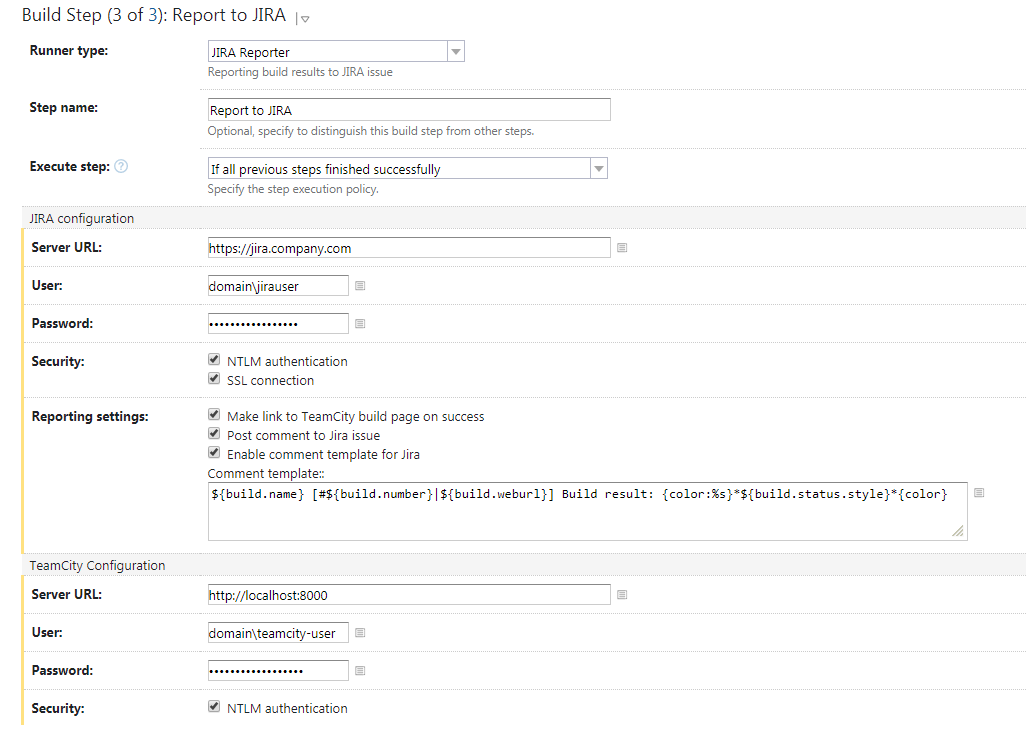 Build Step (3 of 3): Report to JIRA
Runner type: JIRA Reporter
Reporting build results to JIRA issue
Step name: Report to JIRA
Optional, specify to distinguish this build step from other steps.
Execute step: ? If all previous steps finished successfully
Specify the step execution policy.
JIRA configuration
Server URL: https://jira.company.com
User: domain\jirauser
Password: •••••••••••••••••
Security: NTLM authentication
SSL connection
Reporting settings: Make link to TeamCity build page on success
Post comment to Jira issue
Enable comment template for Jira
Comment template::
${build.name} [#${build.number}|${build.weburl}] Build result: {color:%s}*${build.status.style}*{color}
TeamCity Configuration
Server URL: http://localhost:8000
User: domain\teamcity-user
Password: ••••••••••••••••••
Security: NTLM authentication